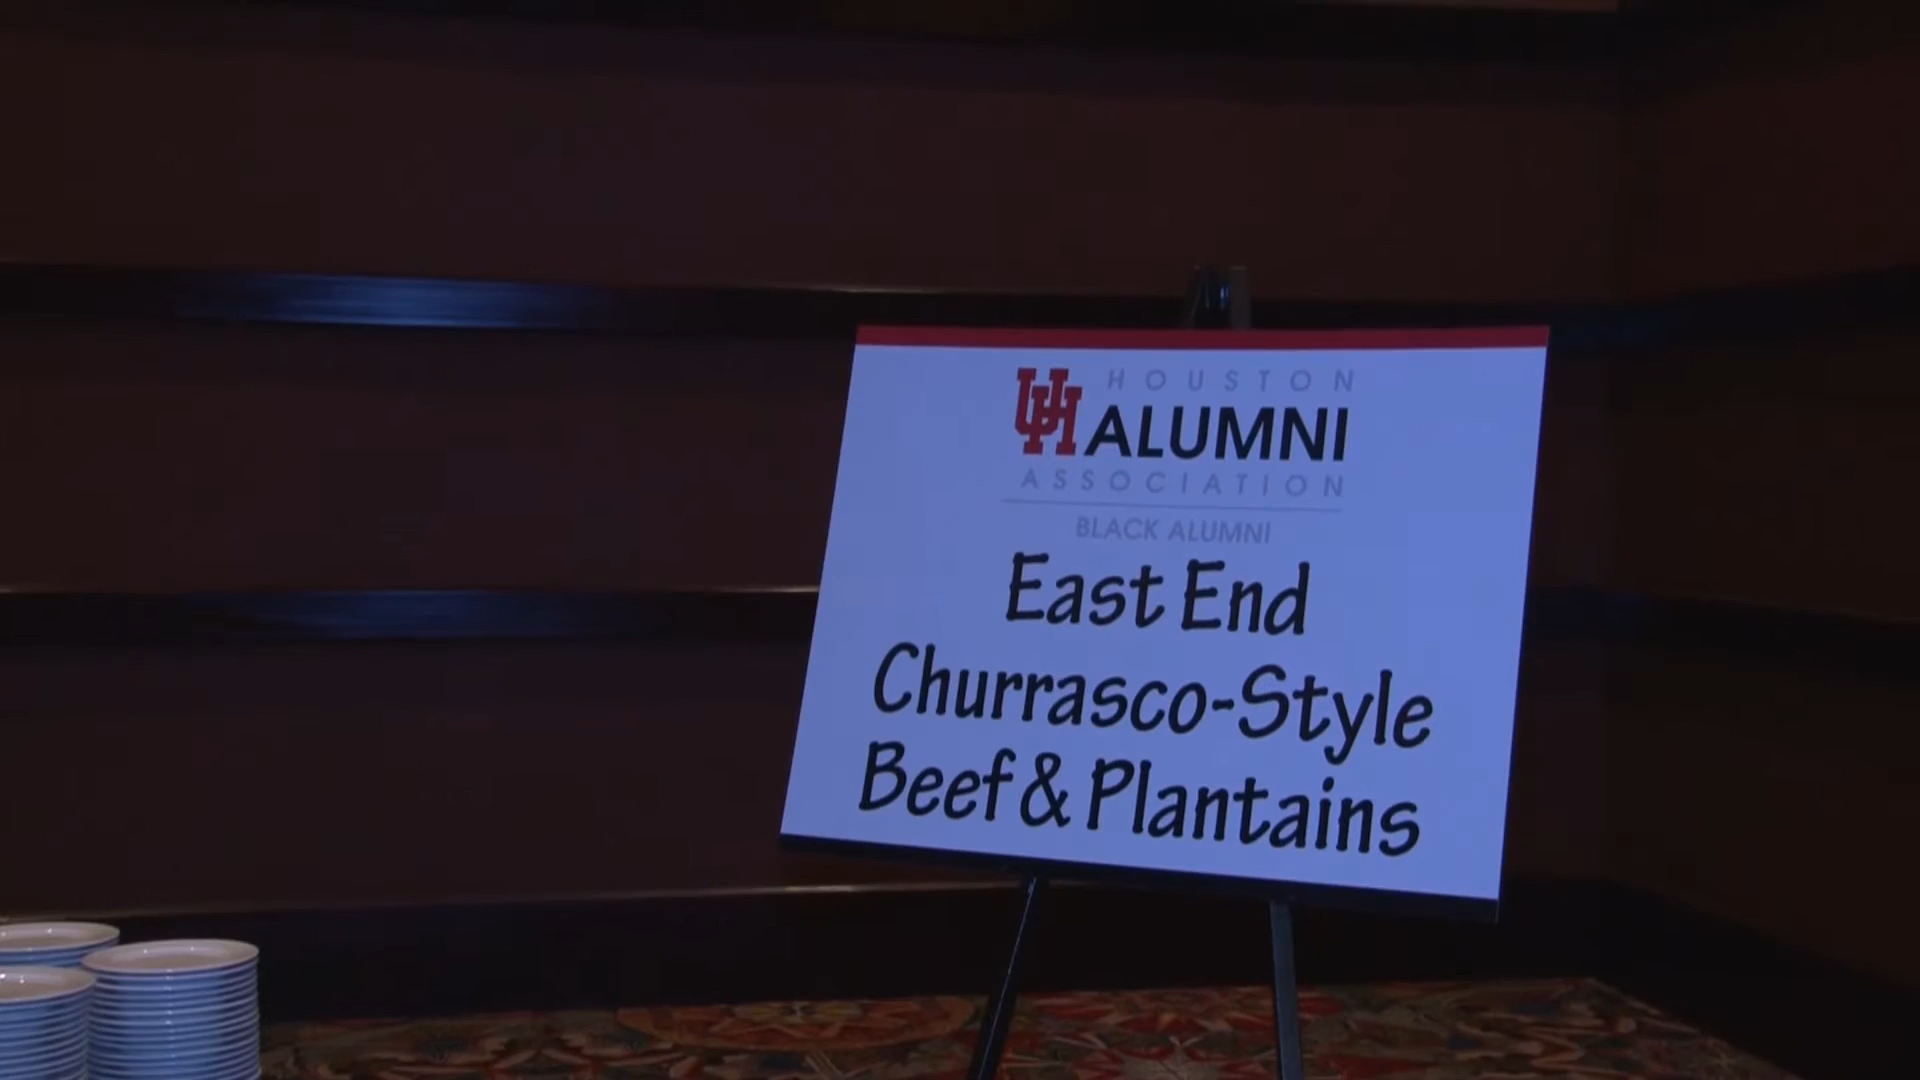 UH HOUSTON
ALUMNI
ASSOCIATION
BLACK ALUMNI
East End
Churrasco-Style
Beef & Plantains